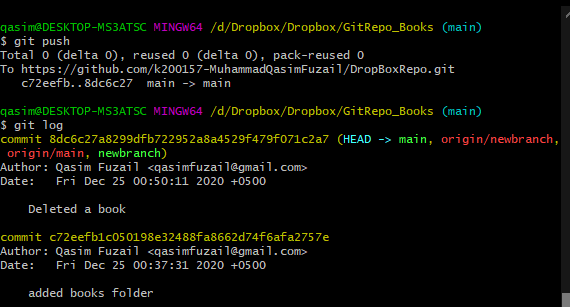 qasim@DESKTOP-MS3ATSC MINGW64 /d/Dropbox/Dropbox/GitRepo_Books (main)
$ git push
Total 0 (delta 0), reused 0 (delta 0), pack-reused 0
To https://github.com/k200157-MuhammadQasimFuzail/DropBoxRepo.git
   c72eefb..8dc6c27  main -> main
qasim@DESKTOP-MS3ATSC MINGW64 /d/Dropbox/Dropbox/GitRepo_Books (main)
$ git log
commit 8dc6c27a8299dfb722952a8a4529f479f071c2a7 (HEAD -> main, origin/newbranch,
 origin/main, newbranch)
Author: Qasim Fuzail <qasimfuzail@gmail.com>
Date:   Fri Dec 25 00:50:11 2020 +0500
    Deleted a book
commit c72eefb1c050198e32488fa8662d74f6afa2757e
Author: Qasim Fuzail <qasimfuzail@gmail.com>
Date:   Fri Dec 25 00:37:31 2020 +0500
    added books folder